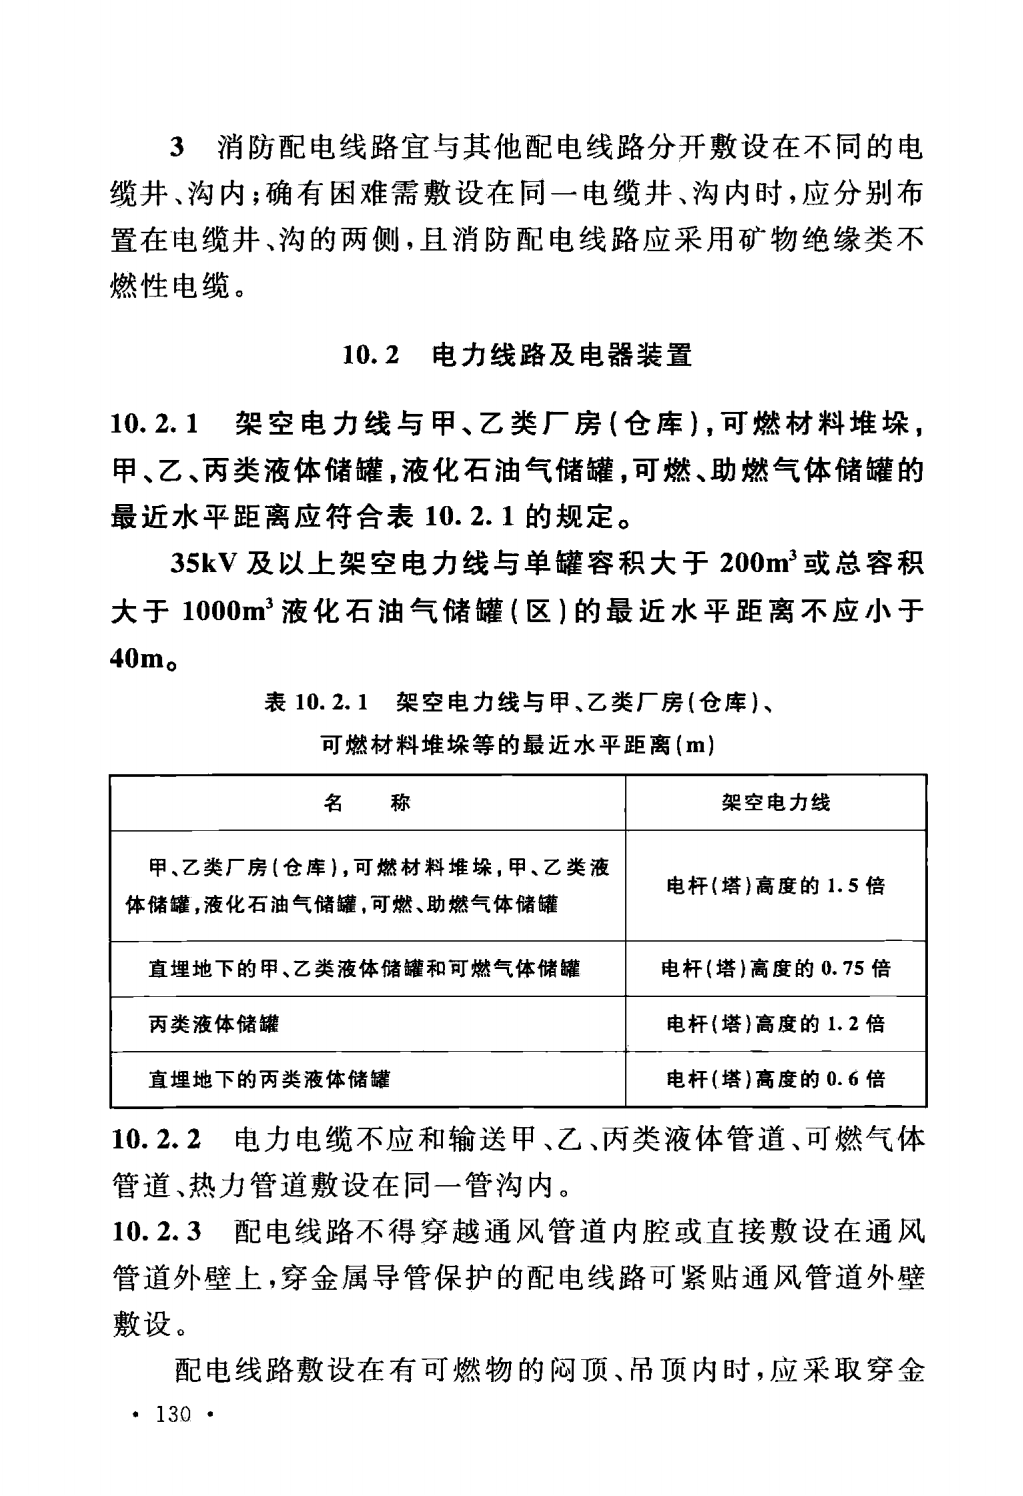 3 消防配电线路宜与其他配电线路分开敷设在不同的电
缆井、沟内;确有困难需敷设在同一电缆井、沟内时,应分别布
置在电缆井、沟的两侧,且消防配电线路应采用矿物绝缘类不
燃性电缆。
10.2 电力线路及电器装置
10.2.1 架空电力线与甲、乙类厂房(仓库),可燃材料堆垛,
甲、乙、丙类液体储罐,液化石油气储罐,可燃、助燃气体储罐的
最近水平距离应符合表 10.2.1 的规定。
35kV 及以上架空电力线与单罐容积大于 200m³ 或总容积
大于 1000m³ 液化石油气储罐(区)的最近水平距离不应小于
40m。
表 10.2.1 架空电力线与甲、乙类厂房(仓库)、
可燃材料堆垛等的最近水平距离(m)
名 称 架空电力线
甲、乙类厂房(仓库),可燃材料堆垛,甲、乙类液
体储罐,液化石油气储罐,可燃、助燃气体储罐
电杆(塔)高度的 1.5 倍
直埋地下的甲、乙类液体储罐和可燃气体储罐 电杆(塔)高度的 0.75 倍
丙类液体储罐 电杆(塔)高度的 1.2 倍
直埋地下的丙类液体储罐 电杆(塔)高度的 0.6 倍
10.2.2 电力电缆不应和输送甲、乙、丙类液体管道、可燃气体
管道、热力管道敷设在同一管沟内。
10.2.3 配电线路不得穿越通风管道内腔或直接敷设在通风
管道外壁上,穿金属导管保护的配电线路可紧贴通风管道外壁
敷设。
配电线路敷设在有可燃物的闷顶、吊顶内时,应采取穿金
· 130 ·